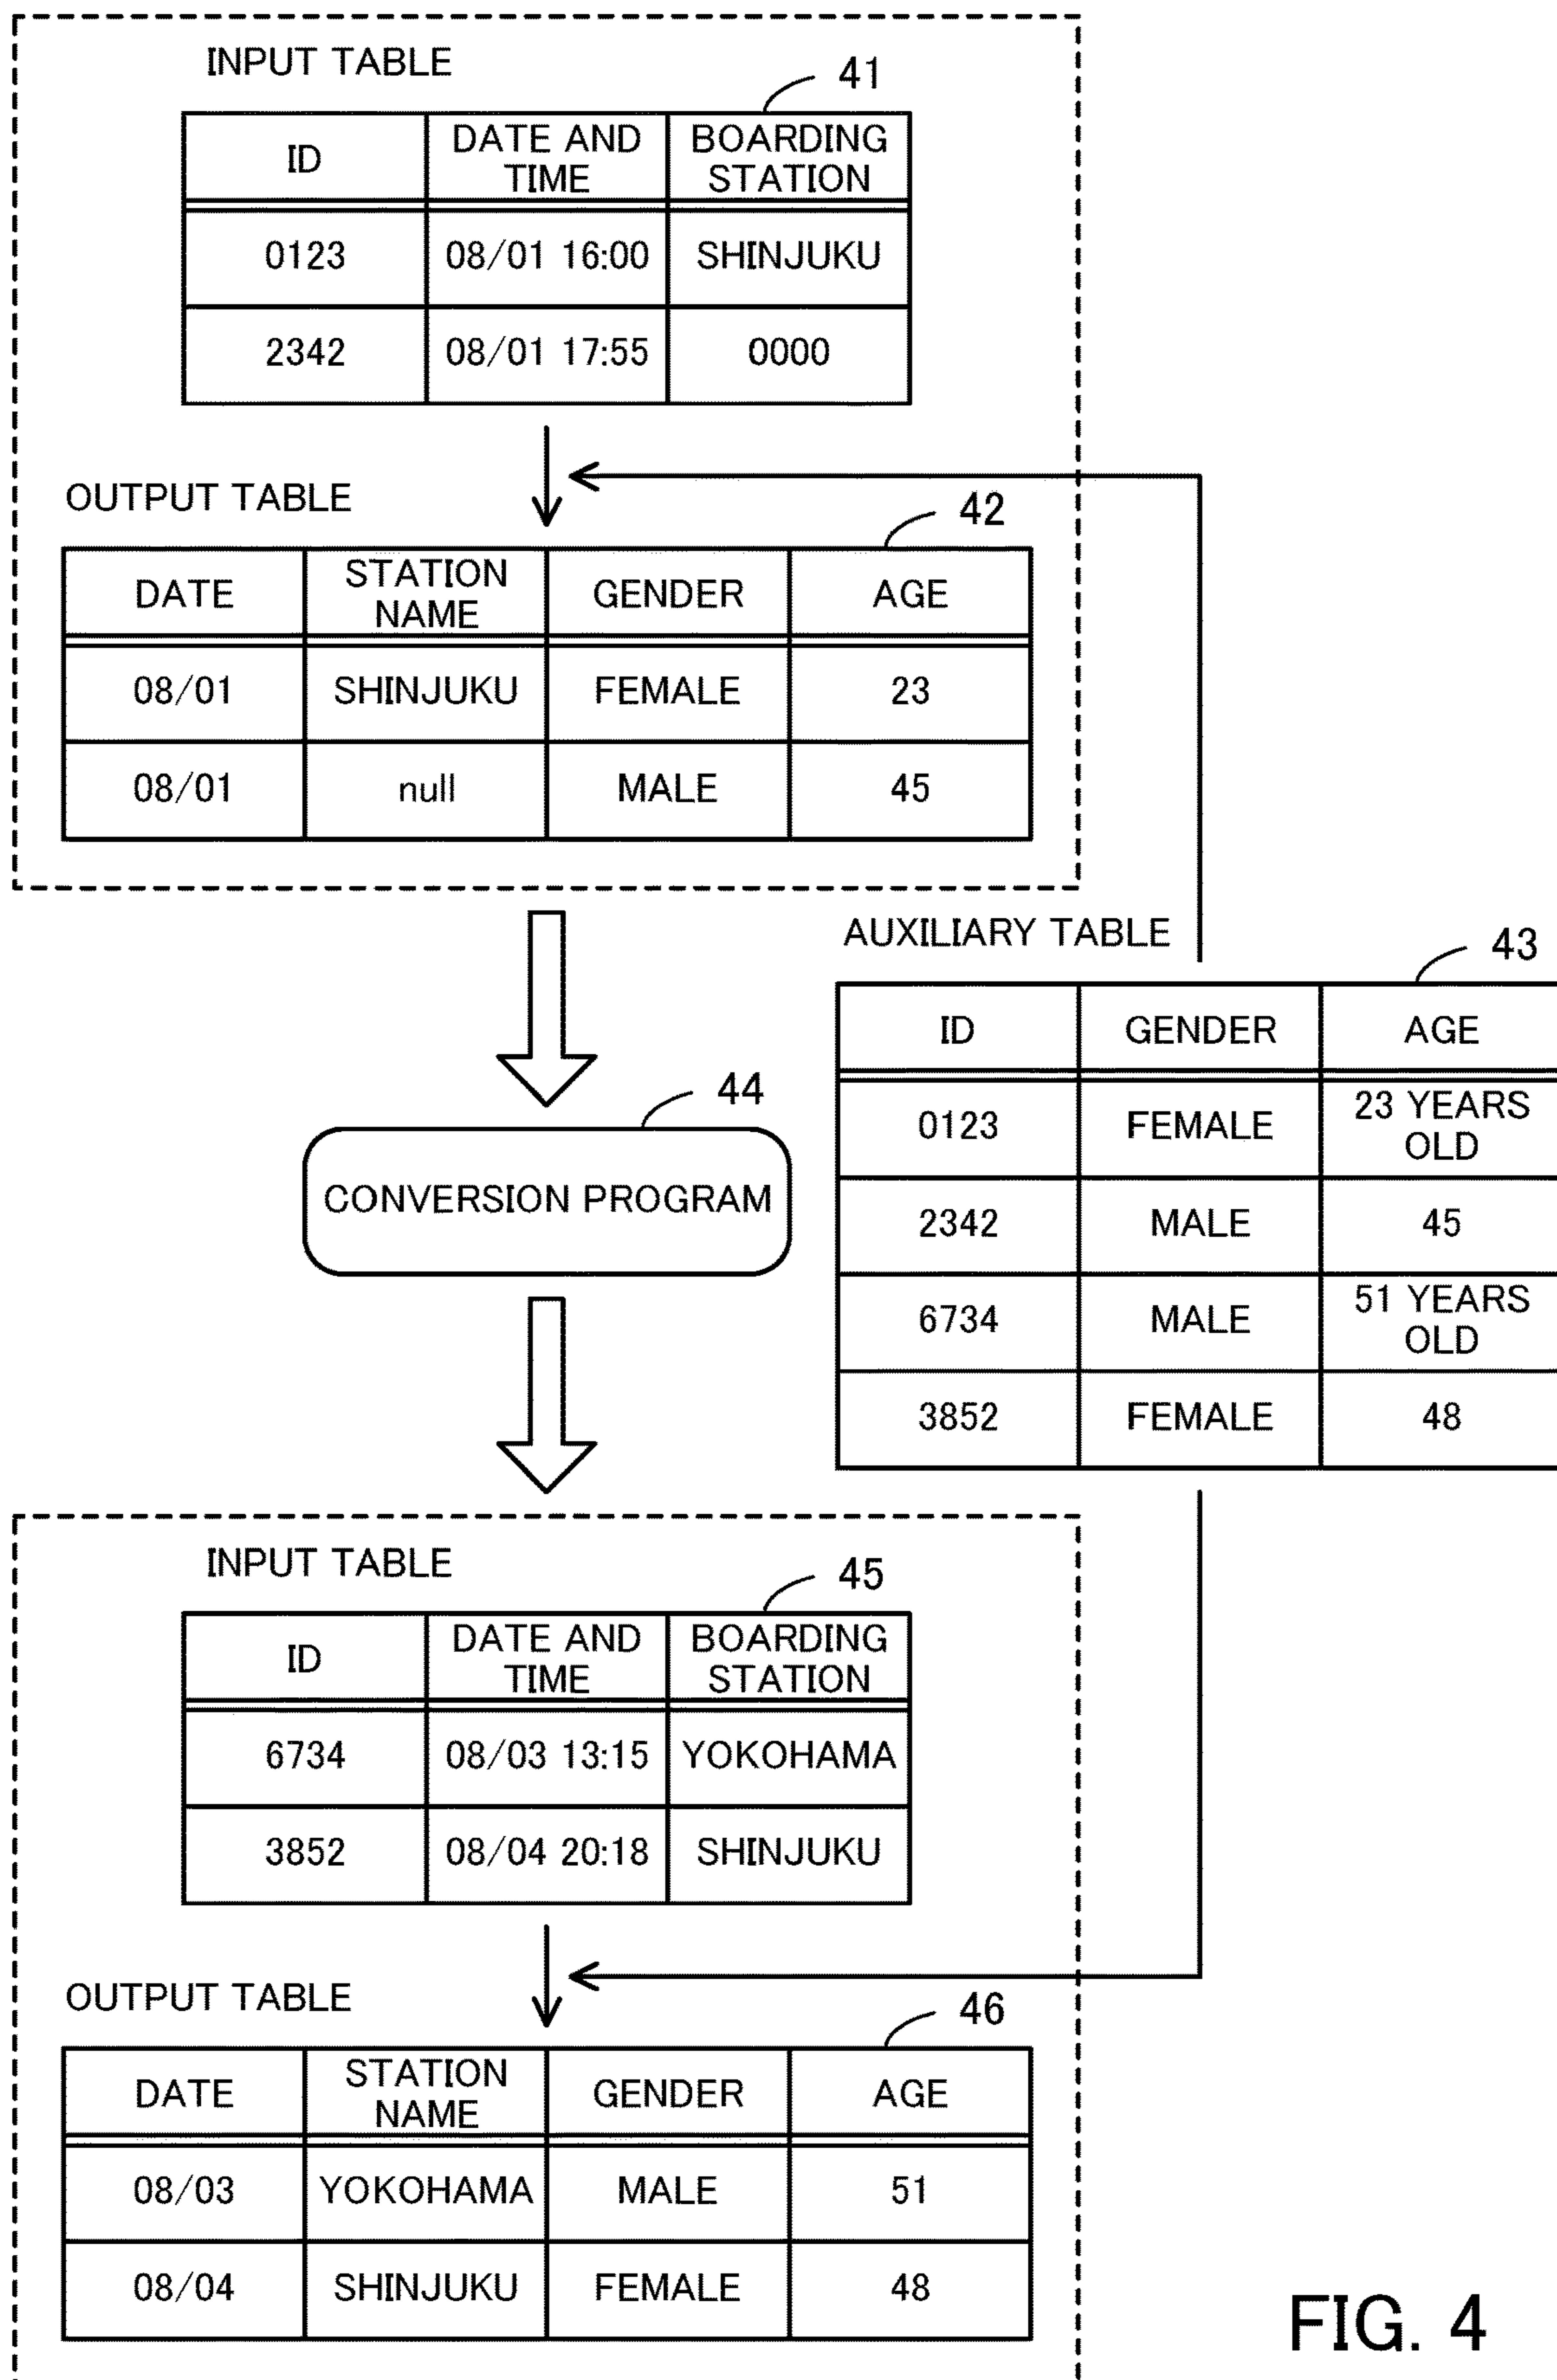 INPUT TABLE
41
ID
DATE AND
TIME
BOARDING
STATION
0123
08/01 16:00
SHINJUKU
2342
08/01 17:55
0000
OUTPUT TABLE
42
DATE
STATION
NAME
GENDER
AGE
08/01
SHINJUKU
FEMALE
23
08/01
null
MALE
45
AUXILIARY TABLE
43
ID
GENDER
AGE
0123
FEMALE
23 YEARS
OLD
2342
MALE
45
6734
MALE
51 YEARS
OLD
3852
FEMALE
48
44
CONVERSION PROGRAM
INPUT TABLE
45
ID
DATE AND
TIME
BOARDING
STATION
6734
08/03 13:15
YOKOHAMA
3852
08/04 20:18
SHINJUKU
OUTPUT TABLE
46
DATE
STATION
NAME
GENDER
AGE
08/03
YOKOHAMA
MALE
51
08/04
SHINJUKU
FEMALE
48
FIG. 4